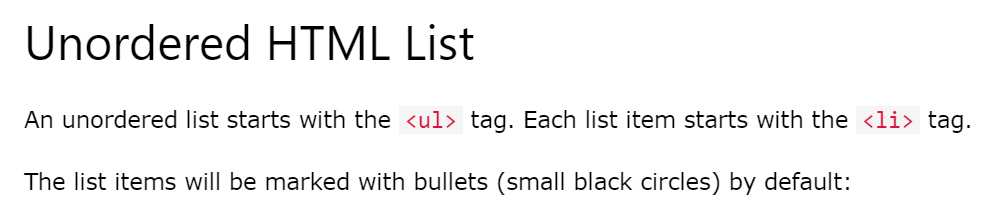 Unordered HTML List
An unordered list starts with the <ul> tag. Each list item starts with the <li> tag.
The list items will be marked with bullets (small black circles) by default: